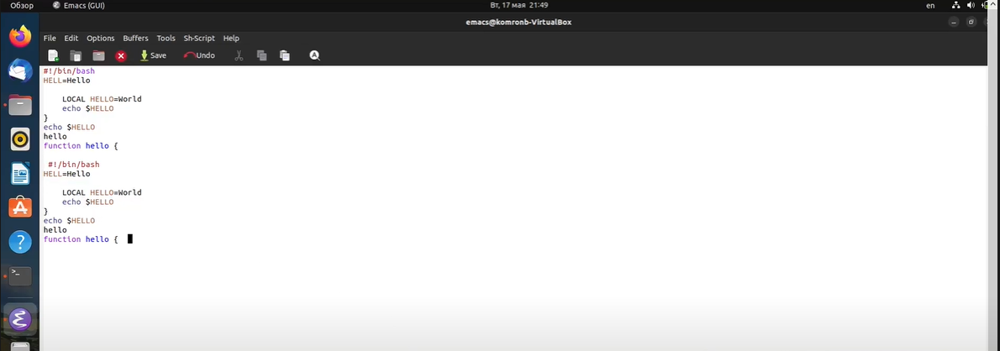 Обзор Emacs (GUI) Вт, 17 мая 21:49 en
emacs@komronb-VirtualBox
File Edit Options Buffers Tools Sh-Script Help
Save Undo
#!/bin/bash
HELL=Hello
LOCAL HELLO=World
echo $HELLO
}
echo $HELLO
hello
function hello {
#!/bin/bash
HELL=Hello
LOCAL HELLO=World
echo $HELLO
}
echo $HELLO
hello
function hello {